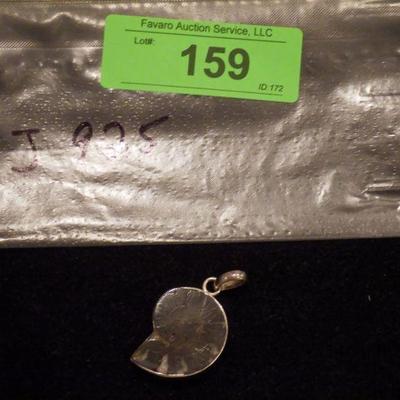 Favaro Auction Service, LLC
Lot#:
159
ID:172
J 925